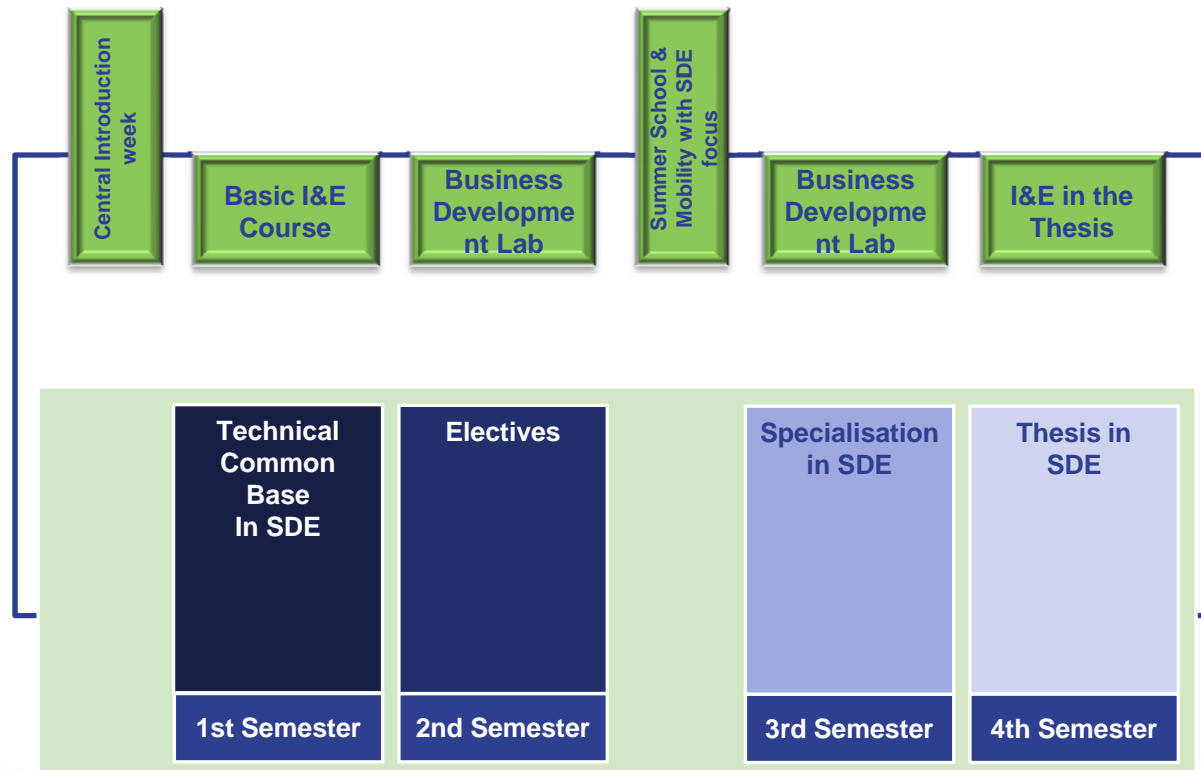 Central Introduction
week
Basic I&E
Course
Business
Developme
nt Lab
Summer School &
Mobility with SDE
focus
Business
Developme
nt Lab
I&E in the
Thesis
Technical
Common
Base
In SDE
Electives
Specialisation
in SDE
Thesis in
SDE
1st Semester
2nd Semester
3rd Semester
4th Semester